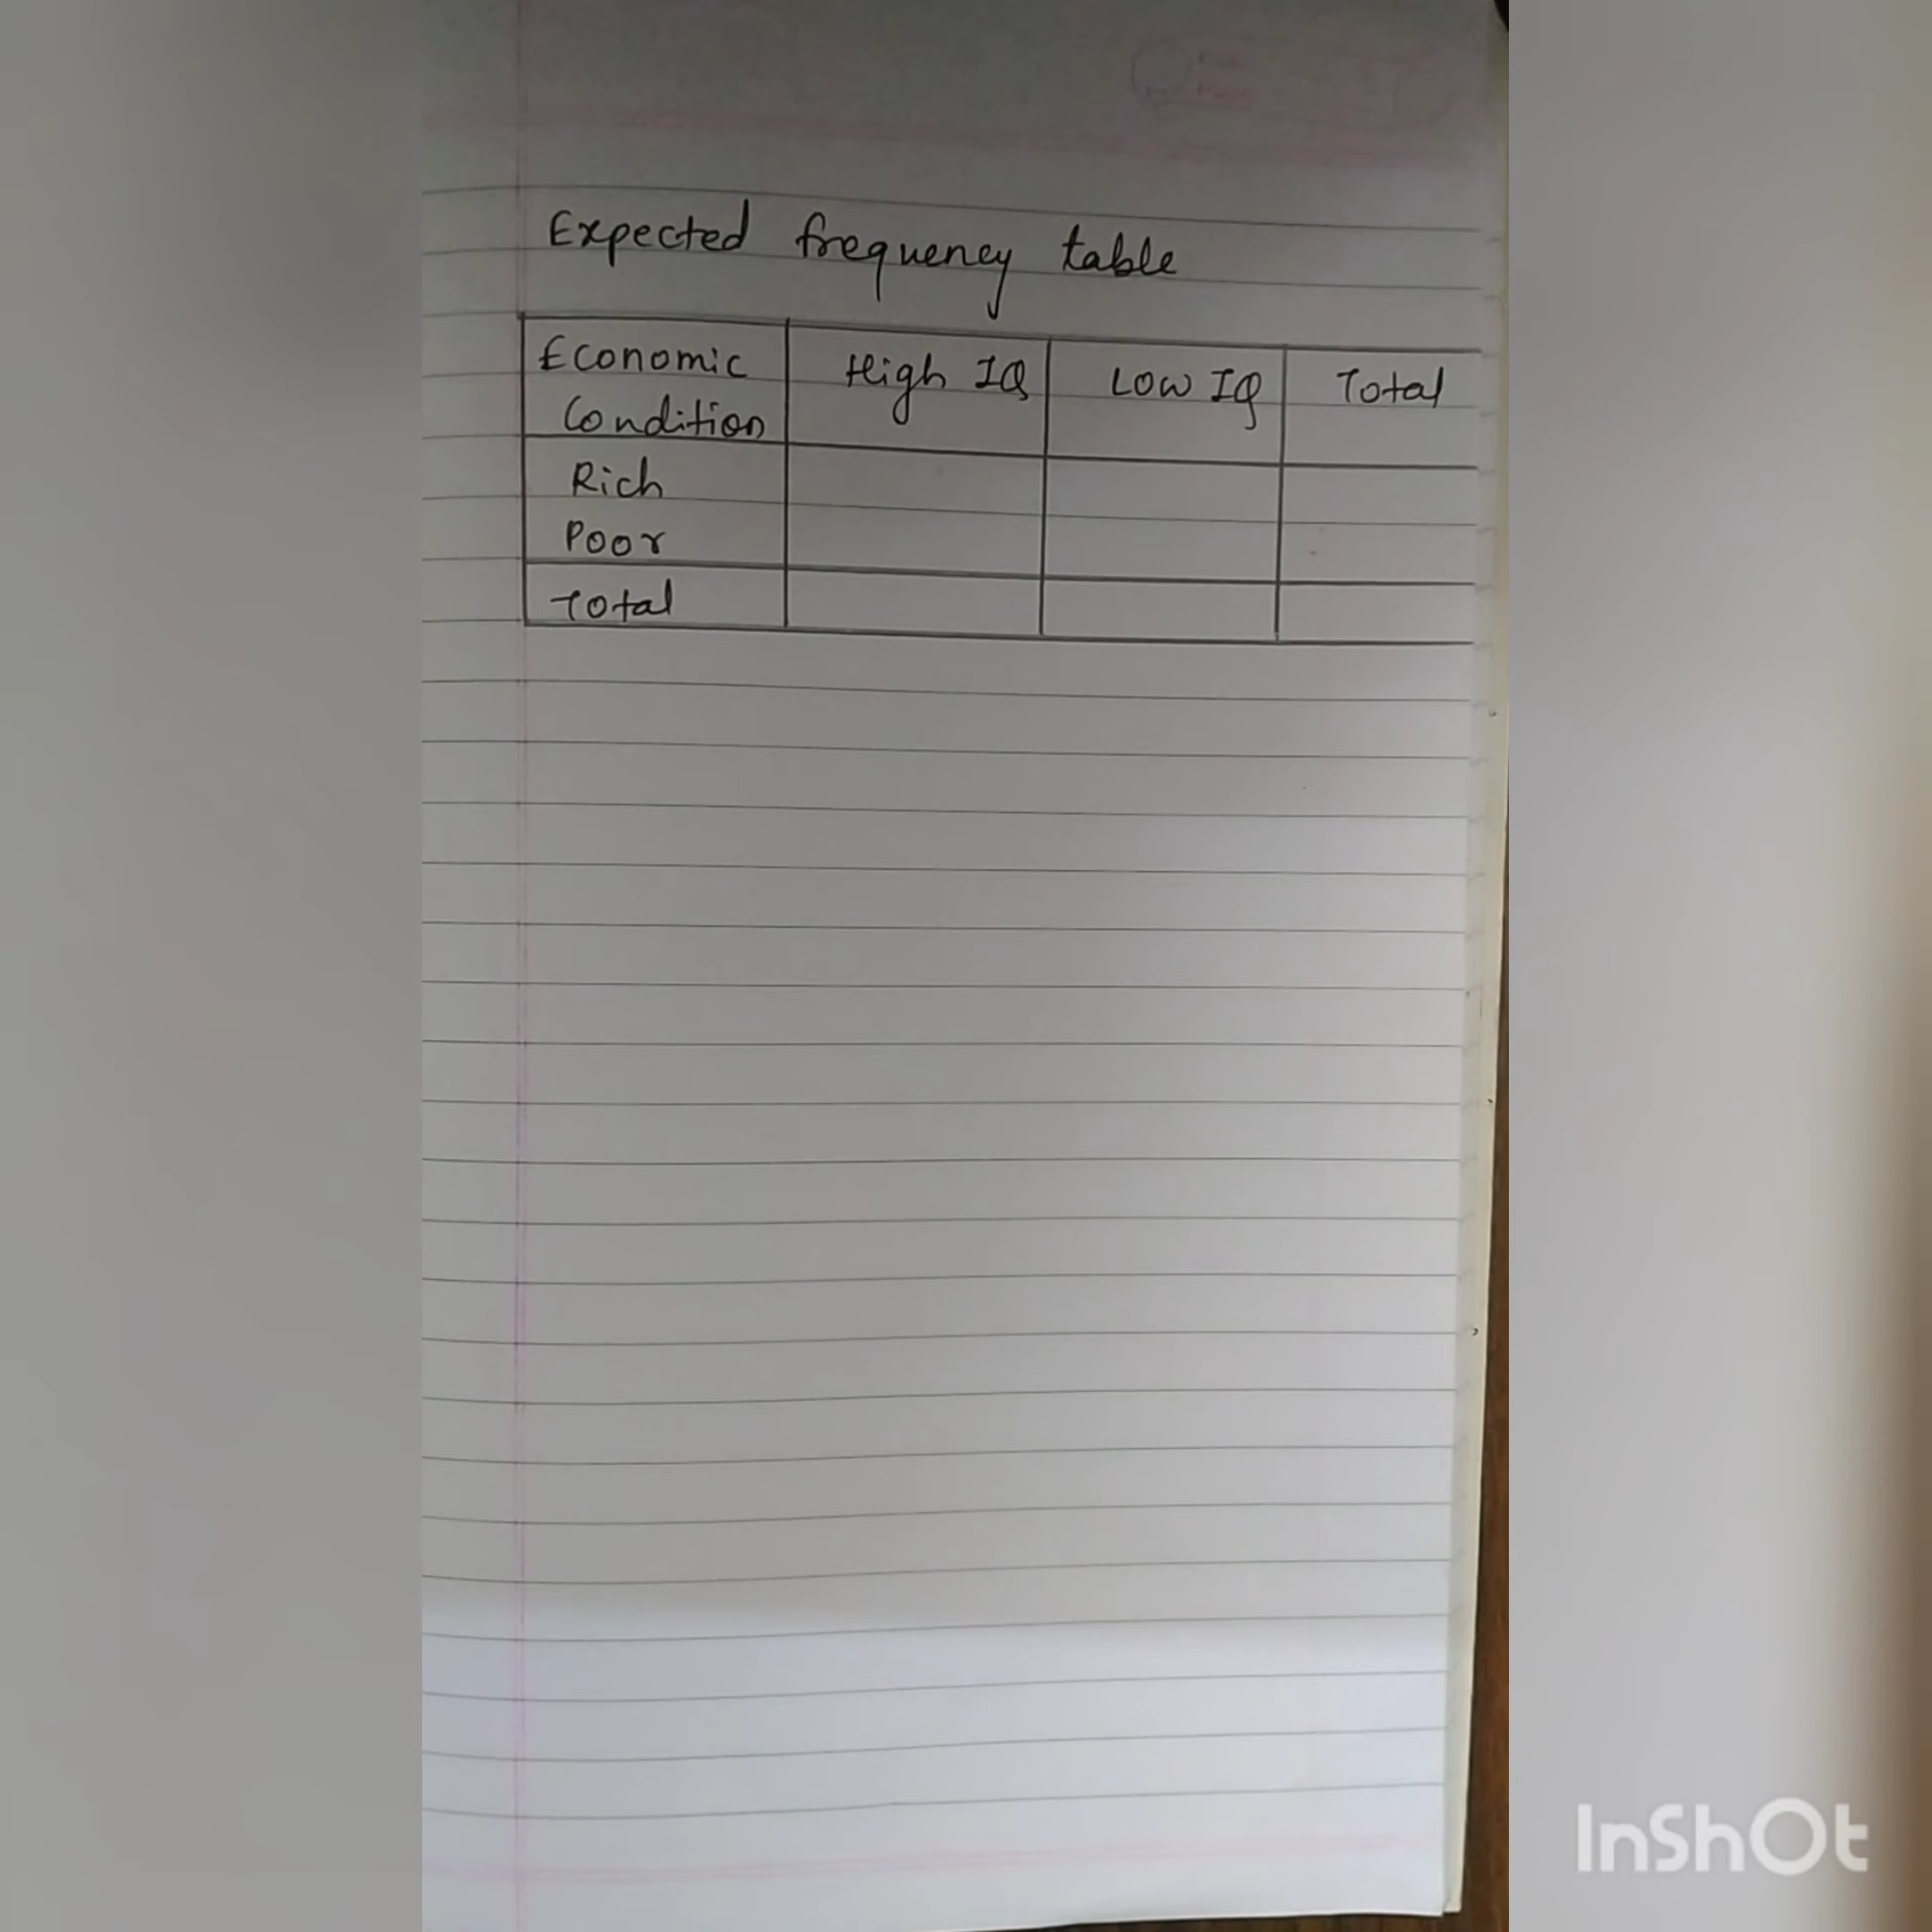 Expected frequency table
Economic Condition High IQ Low IQ Total
Rich
Poor
Total
InShOt